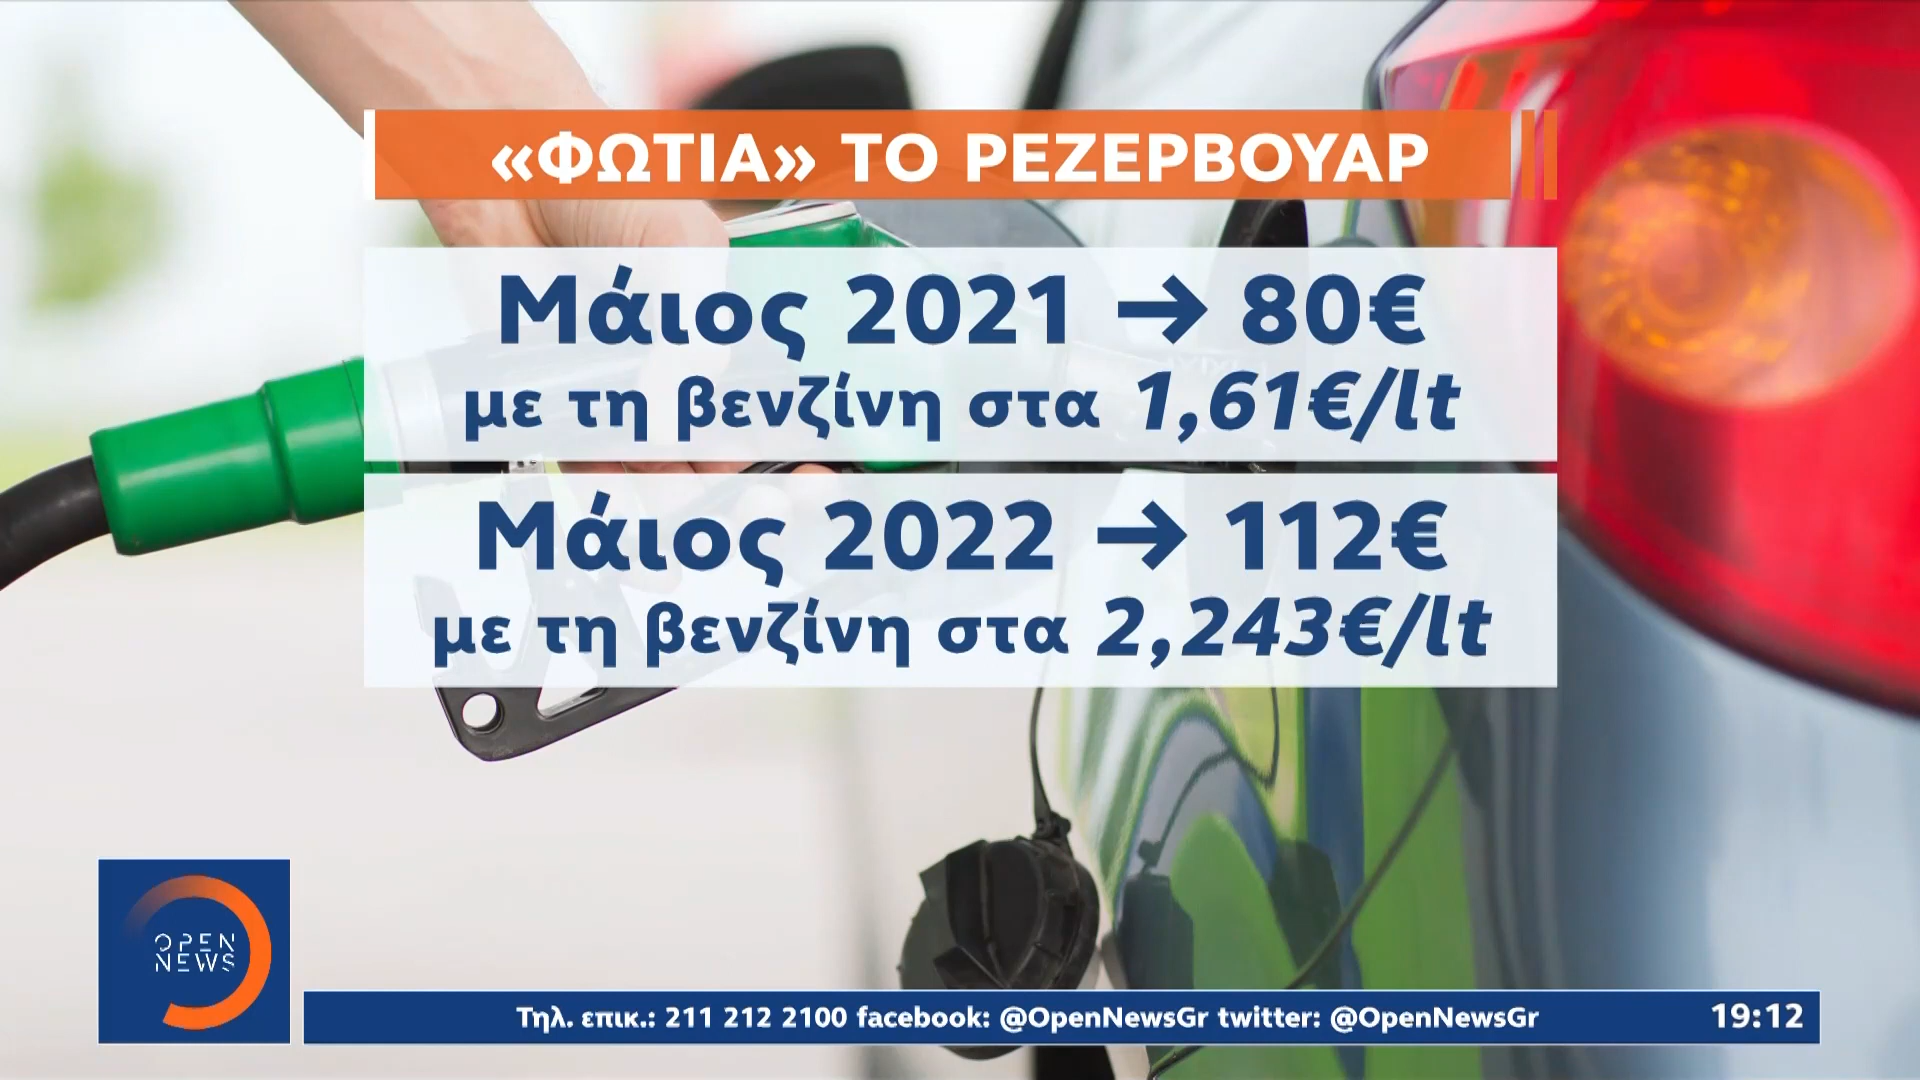 «ΦΩΤΙΑ» ΤΟ ΡΕΖΕΡΒΟΥΑΡ
Μάιος 2021 → 80€
με τη βενζίνη στα 1,61€/lt
Μάιος 2022 → 112€
με τη βενζίνη στα 2,243€/lt
OPEN
NEWS
Τηλ. επικ.: 211 212 2100 facebook: @OpenNewsGr twitter: @OpenNewsGr
19:12